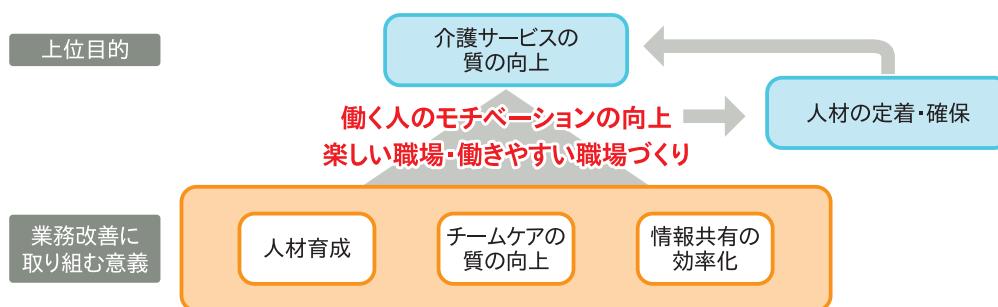 上位目的
介護サービスの
質の向上
働く人のモチベーションの向上
楽しい職場・働きやすい職場づくり
人材の定着・確保
業務改善に
取り組む意義
人材育成
チームケアの
質の向上
情報共有の
効率化